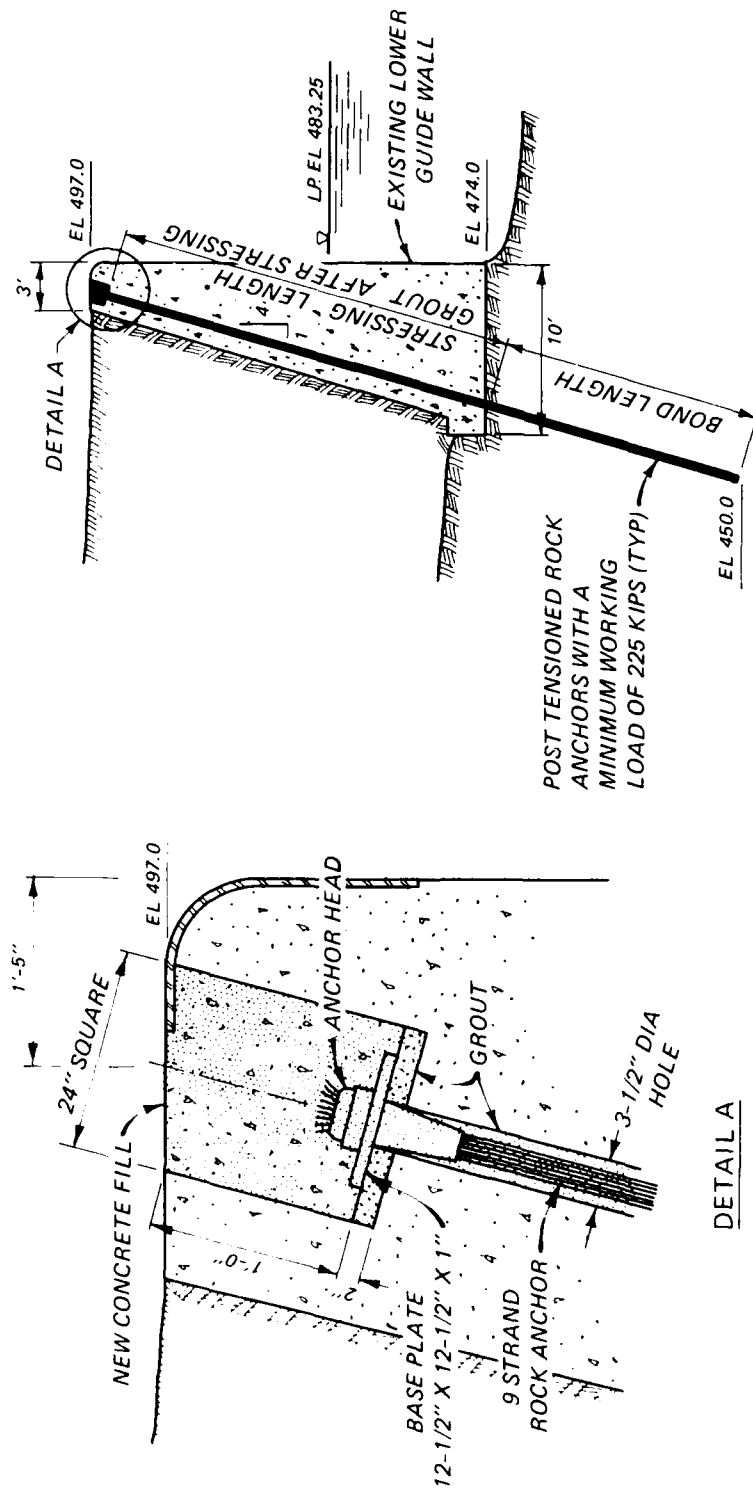 EL 497.0
1'-5"
24" SQUARE
NEW CONCRETE FILL
ANCHOR HEAD
1'-0"
2"
GROUT
BASE PLATE
12-1/2" X 12-1/2" X 1"
9 STRAND
ROCK ANCHOR
3-1/2" DIA
HOLE
DETAIL A
3'
EL 497.0
DETAIL A
L.P. EL 483.25
EXISTING LOWER
GUIDE WALL
STRESSING LENGTH
GROUT AFTER STRESSING
4
1
EL 474.0
10'
BOND LENGTH
POST TENSIONED ROCK
ANCHORS WITH A
MINIMUM WORKING
LOAD OF 225 KIPS (TYP)
EL 450.0